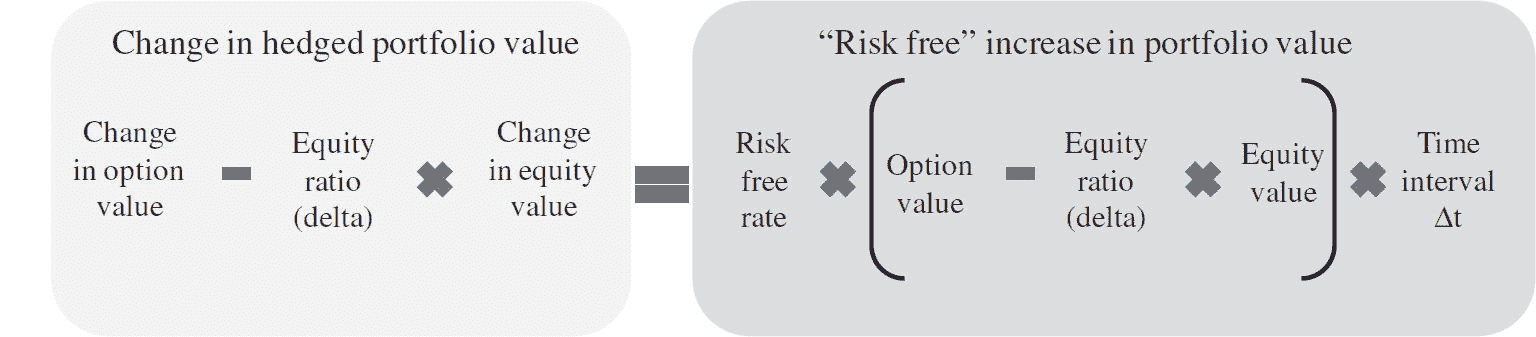 Change in hedged portfolio value
Change
in option
value
Equity
ratio
(delta)
Change
in equity
value
“Risk free” increase in portfolio value
Risk
free
rate
Option
value
Equity
ratio
(delta)
Equity
value
Time
interval
Δt